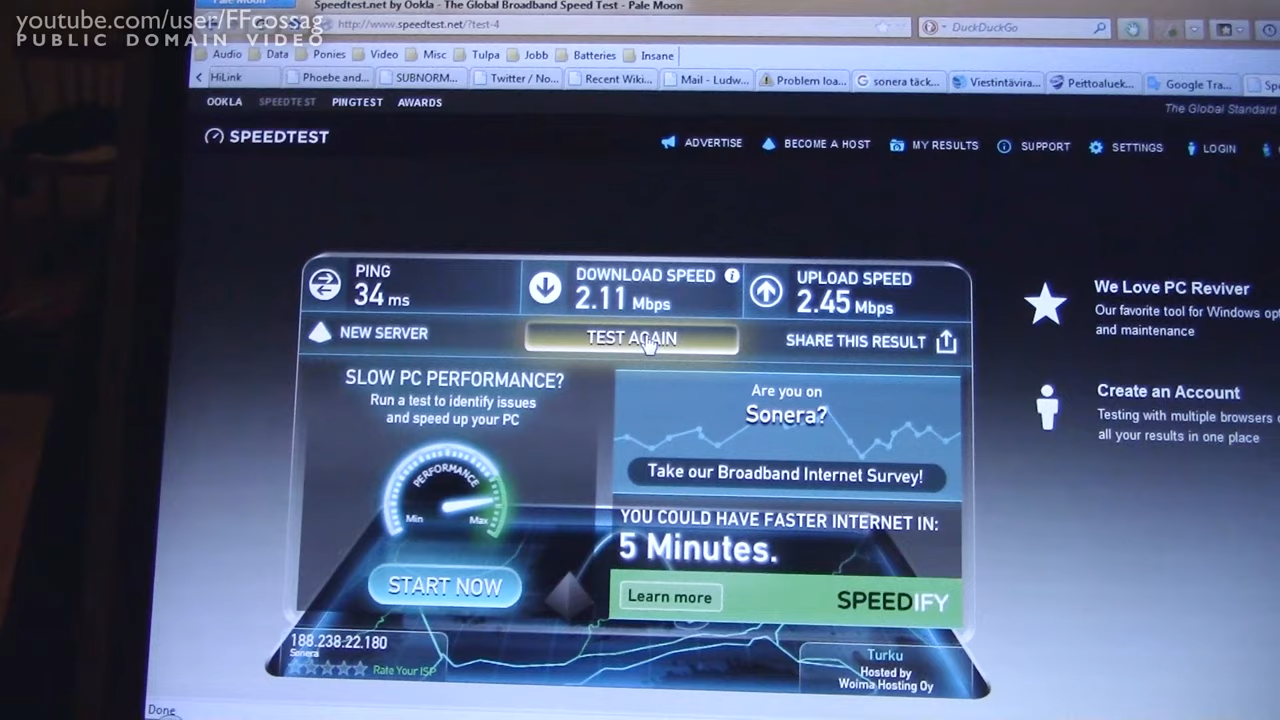 youtube.com/user/FFcossag
PUBLIC DOMAIN VIDEO
Pale Moon
Speedtest.net by Ookla - The Global Broadband Speed Test - Pale Moon
http://www.speedtest.net/?test-4
DuckDuckGo
Audio Data Ponies Video Misc Tulpa Jobb Batteries Insane
HiLink Phoebe and... SUBNORM... Twitter / No... Recent Wiki... Mail - Ludw... Problem loa... sonera täck... Viestintävira... Peittoaluek... Google Tra...
OOKLA SPEEDTEST PINGTEST AWARDS
The Global Standard
SPEEDTEST
ADVERTISE BECOME A HOST MY RESULTS SUPPORT SETTINGS LOGIN
PING DOWNLOAD SPEED UPLOAD SPEED
34 ms 2.11 Mbps 2.45 Mbps
NEW SERVER TEST AGAIN SHARE THIS RESULT
SLOW PC PERFORMANCE?
Run a test to identify issues
and speed up your PC
PERFORMANCE
Min Max
START NOW
Are you on
Sonera?
Take our Broadband Internet Survey!
YOU COULD HAVE FASTER INTERNET IN:
5 Minutes.
Learn more SPEEDIFY
We Love PC Reviver
Our favorite tool for Windows
and maintenance
Create an Account
Testing with multiple browsers
all your results in one place
188.238.22.180
Sonera
Rate Your ISP
Turku
Hosted by
Woima Hosting Oy
Done